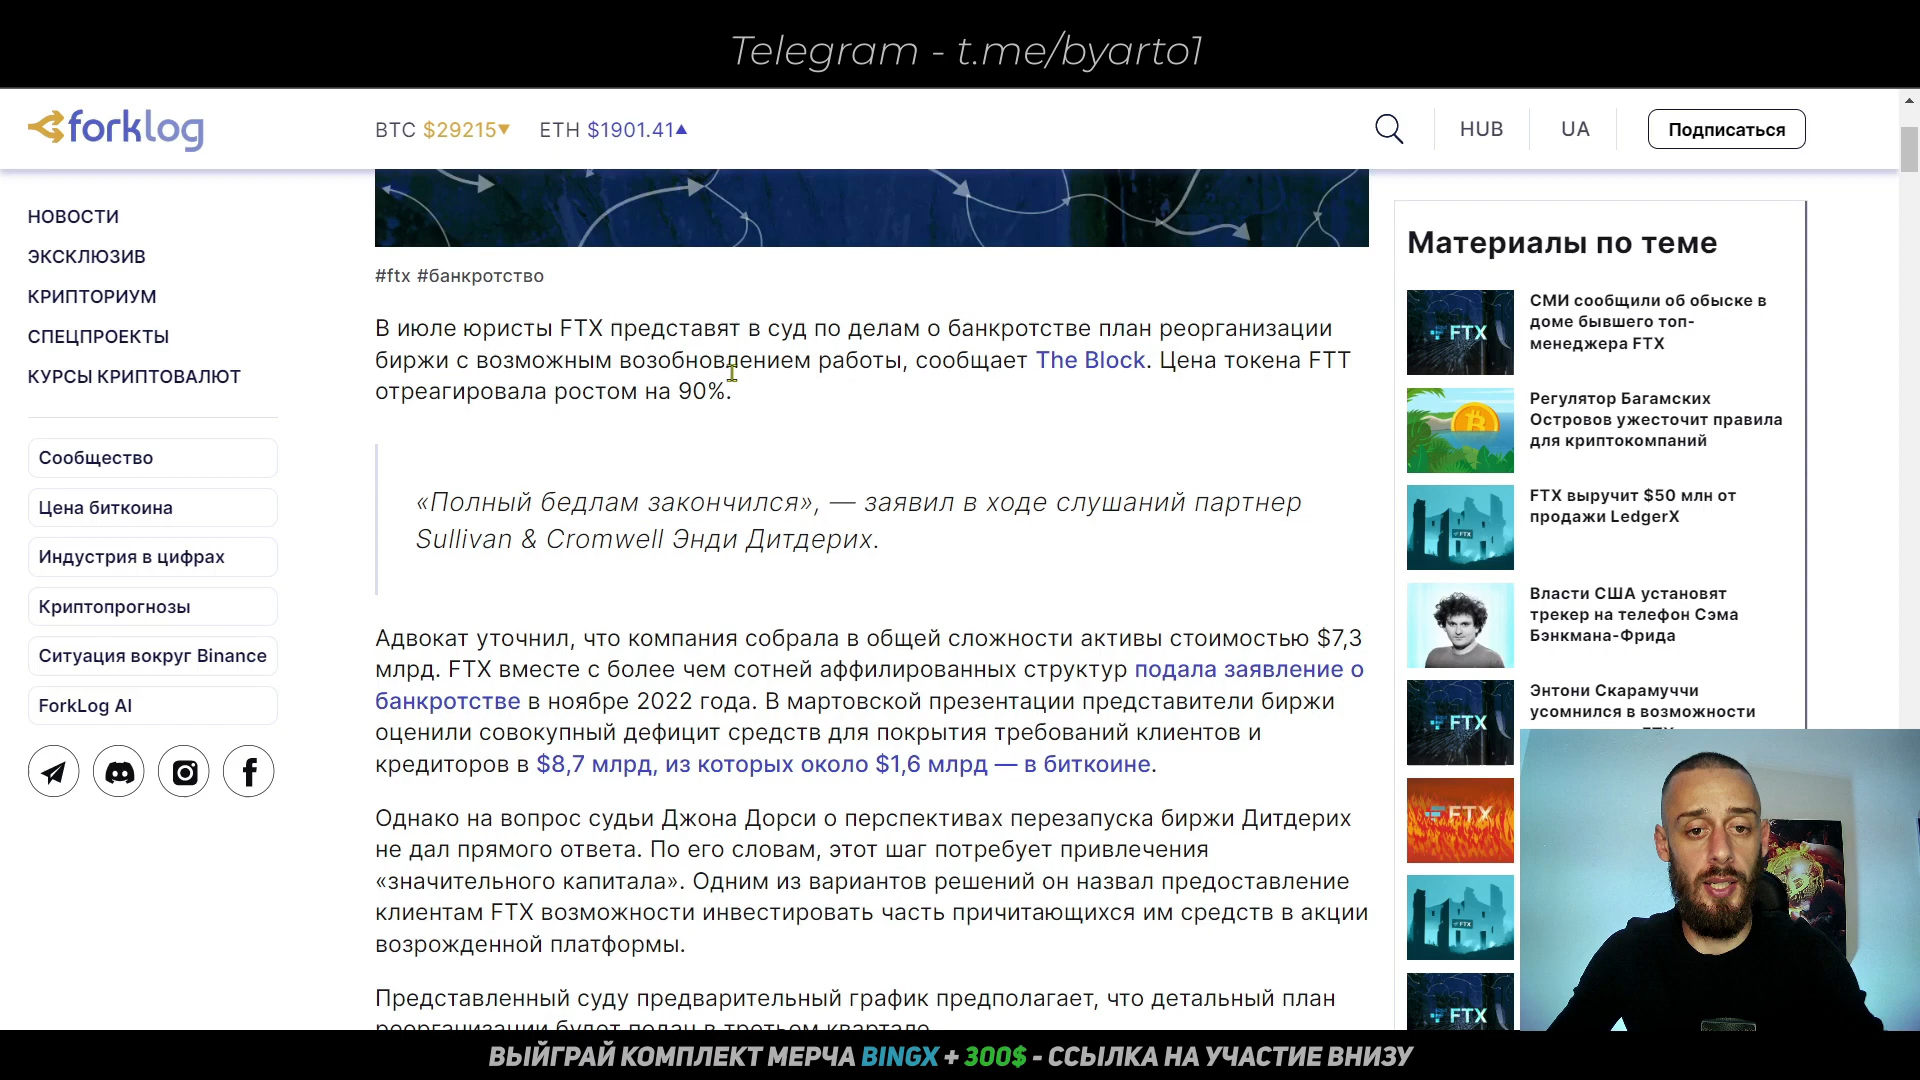 Telegram - t.me/byarto1
forklog
BTC $29215▼ ETH $1901.41▲
HUB
UA
Подписаться
НОВОСТИ
ЭКСКЛЮЗИВ
КРИПТОРИУМ
СПЕЦПРОЕКТЫ
КУРСЫ КРИПТОВАЛЮТ
Сообщество
Цена биткоина
Индустрия в цифрах
Криптопрогнозы
Ситуация вокруг Binance
ForkLog AI
#ftx #банкротство
В июле юристы FTX представят в суд по делам о банкротстве план реорганизации
биржи с возможным возобновлением работы, сообщает The Block. Цена токена FTT
отреагировала ростом на 90%.
«Полный бедлам закончился», — заявил в ходе слушаний партнер
Sullivan & Cromwell Энди Дитдерих.
Адвокат уточнил, что компания собрала в общей сложности активы стоимостью $7,3
млрд. FTX вместе с более чем сотней аффилированных структур подала заявление о
банкротстве в ноябре 2022 года. В мартовской презентации представители биржи
оценили совокупный дефицит средств для покрытия требований клиентов и
кредиторов в $8,7 млрд, из которых около $1,6 млрд — в биткоине.
Однако на вопрос судьи Джона Дорси о перспективах перезапуска биржи Дитдерих
не дал прямого ответа. По его словам, этот шаг потребует привлечения
«значительного капитала». Одним из вариантов решений он назвал предоставление
клиентам FTX возможности инвестировать часть причитающихся им средств в акции
возрожденной платформы.
Представленный суду предварительный график предполагает, что детальный план
реорганизации будет подан в третьем квартале.
Материалы по теме
FTX
СМИ сообщили об обыске в
доме бывшего топ-
менеджера FTX
Регулятор Багамских
Островов ужесточит правила
для криптокомпаний
FTX
FTX выручит $50 млн от
продажи LedgerX
Власти США установят
трекер на телефон Сэма
Бэнкмана-Фрида
FTX
Энтони Скарамуччи
усомнился в возможности
FTX
FTX
FTX
ВЫЙГРАЙ КОМПЛЕКТ МЕРЧА BINGX + 300$ - ССЫЛКА НА УЧАСТИЕ ВНИЗУ